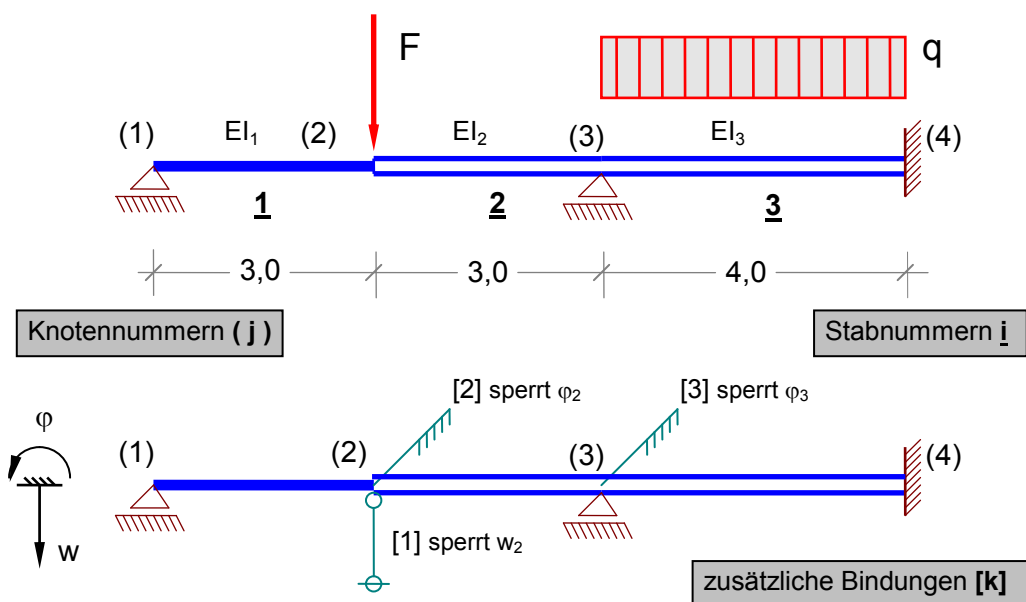 F
q
(1) EI₁ (2) EI₂ (3) EI₃ (4)
1 2 3
3,0 3,0 4,0
Knotennummern ( j ) Stabnummern i
[2] sperrt φ₂ [3] sperrt φ₃
φ
(1) (2) (3) (4)
w
[1] sperrt w₂
zusätzliche Bindungen [k]